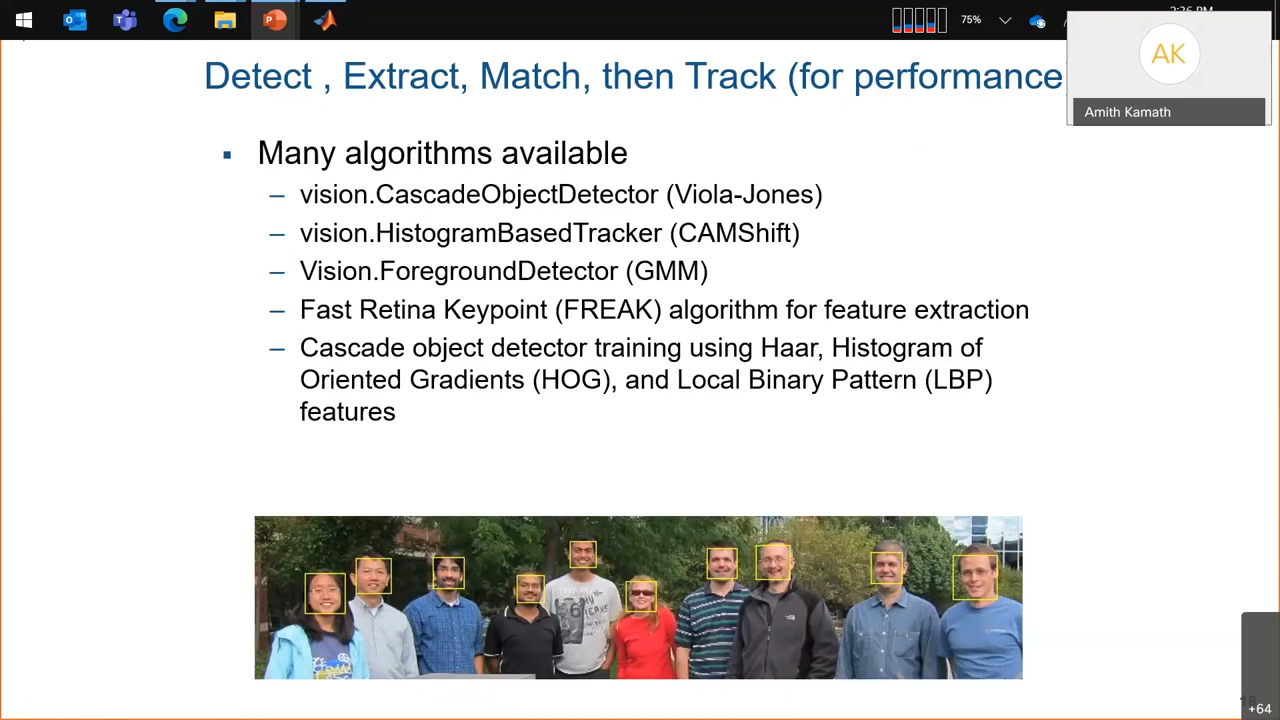 75%
AK
Amith Kamath
Detect , Extract, Match, then Track (for performance
▪ Many algorithms available
– vision.CascadeObjectDetector (Viola-Jones)
– vision.HistogramBasedTracker (CAMShift)
– Vision.ForegroundDetector (GMM)
– Fast Retina Keypoint (FREAK) algorithm for feature extraction
– Cascade object detector training using Haar, Histogram of
Oriented Gradients (HOG), and Local Binary Pattern (LBP)
features
+64